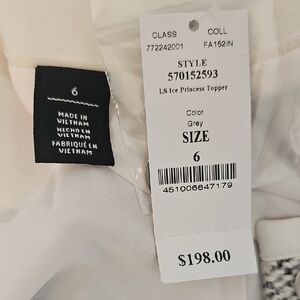 6
MADE IN
VIETNAM
HECHO EN
VIETNAM
FABRIQUÉ EN
VIETNAM
CLASS COLL
772242001 FA152IN
STYLE
570152593
LS Ice Princess Topper
Color
Grey
SIZE
6
451006647179
$198.00